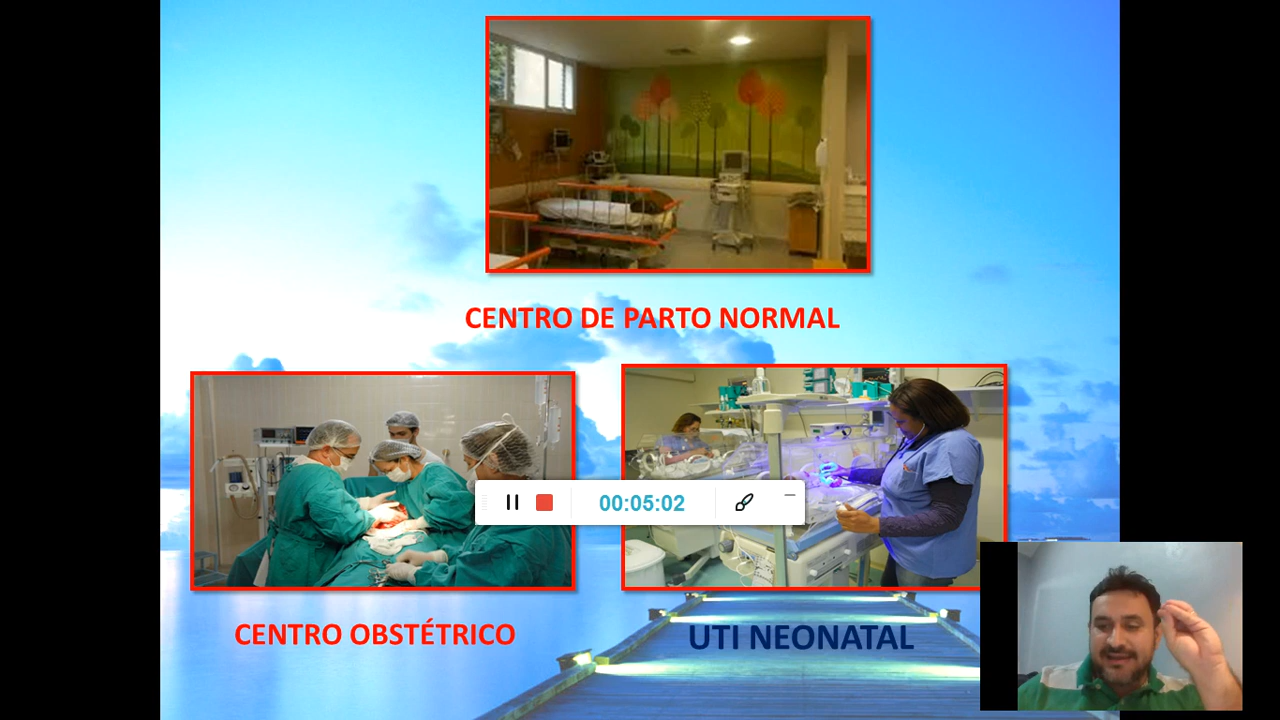 CENTRO DE PARTO NORMAL
00:05:02
CENTRO OBSTÉTRICO
UTI NEONATAL